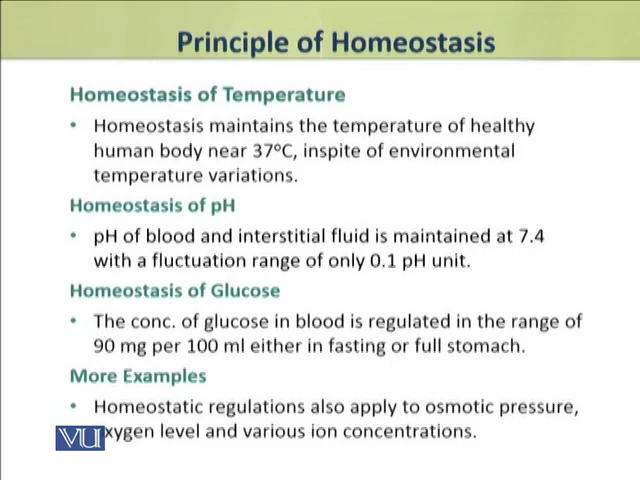 Principle of Homeostasis
Homeostasis of Temperature
• Homeostasis maintains the temperature of healthy
human body near 37°C, inspite of environmental
temperature variations.
Homeostasis of pH
• pH of blood and interstitial fluid is maintained at 7.4
with a fluctuation range of only 0.1 pH unit.
Homeostasis of Glucose
• The conc. of glucose in blood is regulated in the range of
90 mg per 100 ml either in fasting or full stomach.
More Examples
• Homeostatic regulations also apply to osmotic pressure,
xygen level and various ion concentrations.
VU